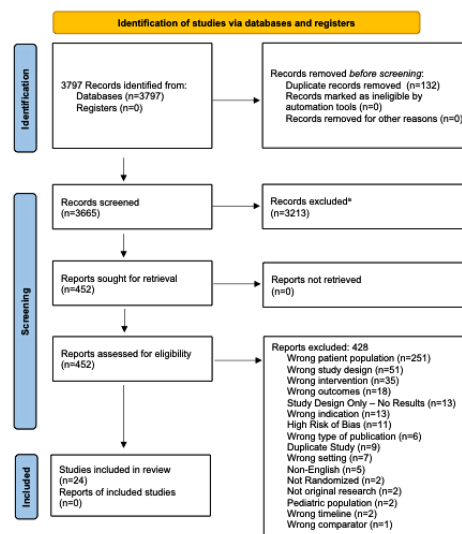 Identification of studies via databases and registers
Identification
3797 Records identified from:
Databases (n=3797)
Registers (n=0)
Records removed before screening:
Duplicate records removed (n=132)
Records marked as ineligible by
automation tools (n=0)
Records removed for other reasons (n=0)
Screening
Records screened
(n=3665)
Records excludedª
(n=3213)
Reports sought for retrieval
(n=452)
Reports not retrieved
(n=0)
Reports assessed for eligibility
(n=452)
Reports excluded: 428
Wrong patient population (n=251)
Wrong study design (n=51)
Wrong intervention (n=35)
Wrong outcomes (n=18)
Study Design Only – No Results (n=13)
Wrong indication (n=13)
High Risk of Bias (n=11)
Wrong type of publication (n=6)
Duplicate Study (n=9)
Wrong setting (n=7)
Non-English (n=5)
Not Randomized (n=2)
Not original research (n=2)
Pediatric population (n=2)
Wrong timeline (n=2)
Wrong comparator (n=1)
Included
Studies included in review
(n=24)
Reports of included studies
(n=0)